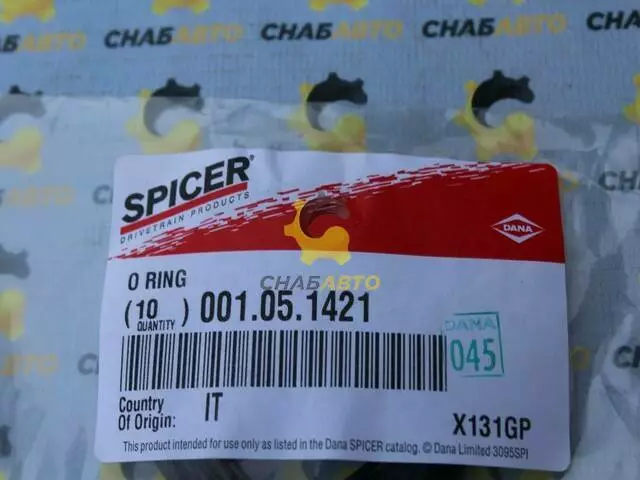 СНАБАВТО СНАБАВТО СНАБАВТО
SPICER®
DRIVETRAIN PRODUCTS
DANA
СНАБАВТО
O RING
(10) 001.05.1421
QUANTITY
DANA
045
Country
Of Origin: IT
X131GP
This product intended for use only as listed in the Dana SPICER catalog. © Dana Limited 3095SPI